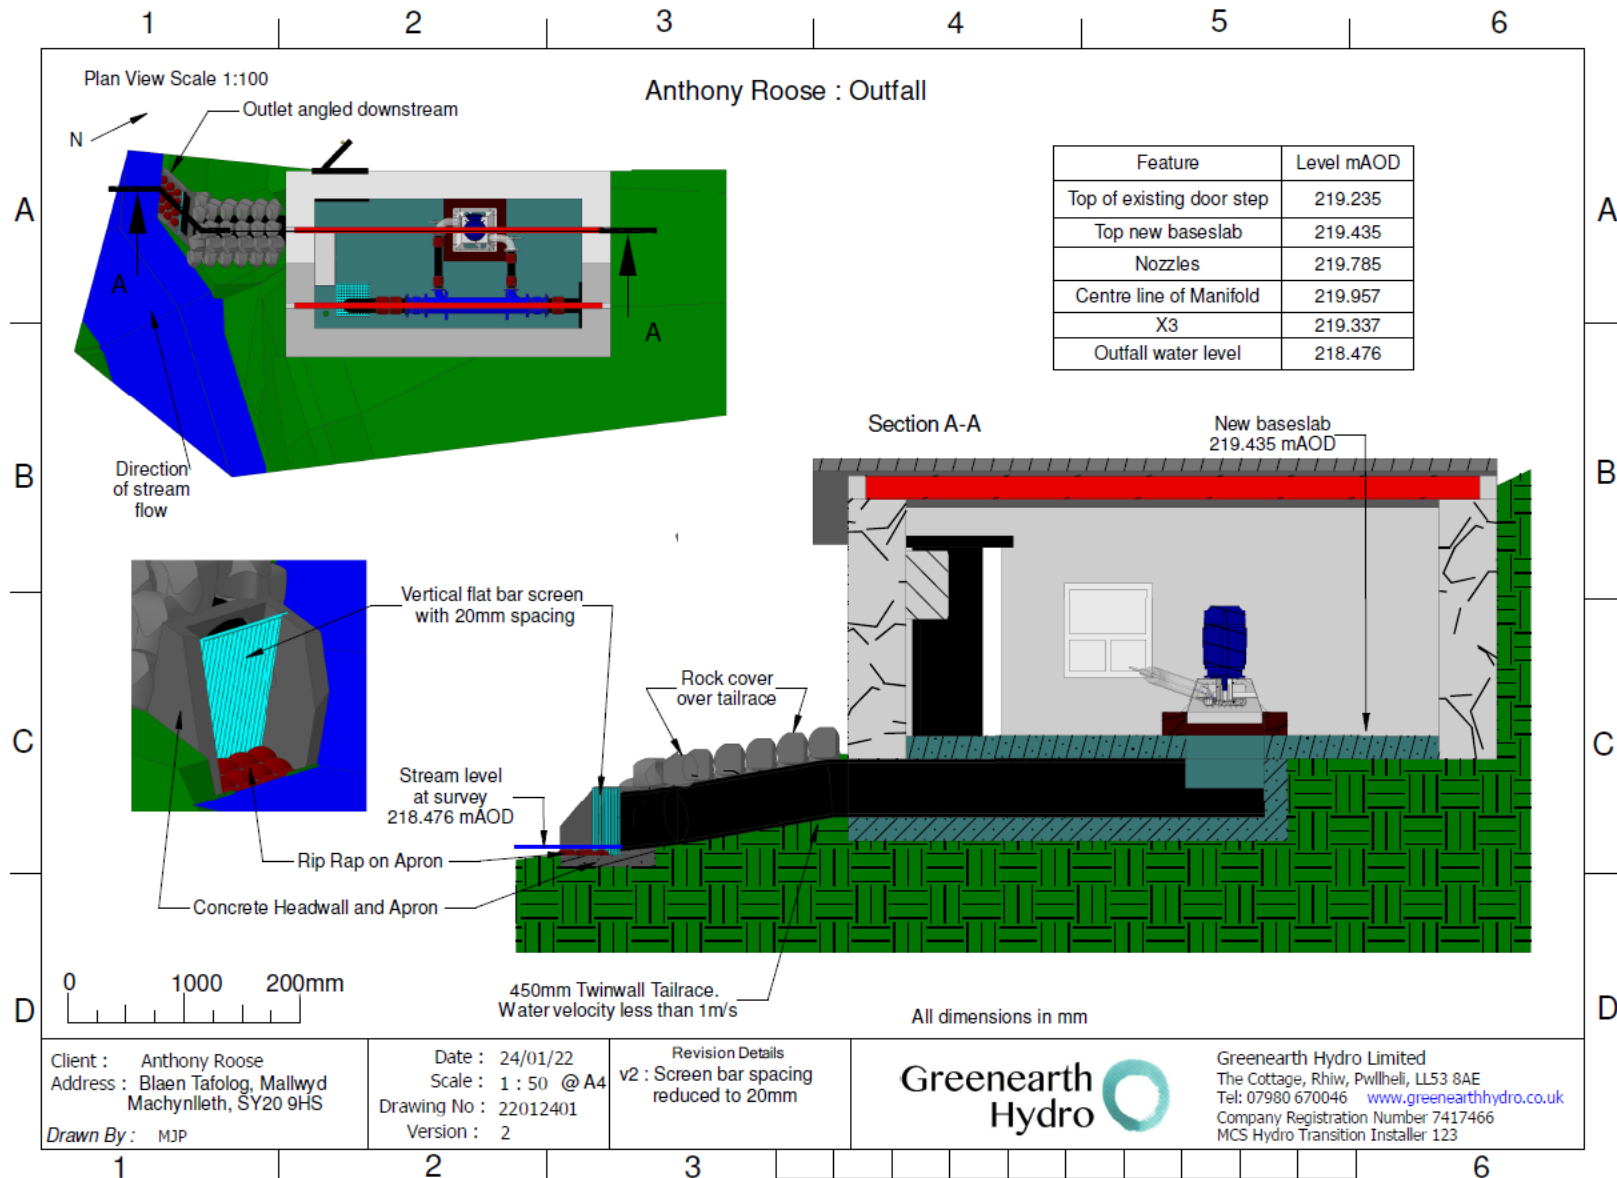 1 2 3 4 5 6
Plan View Scale 1:100
Anthony Roose : Outfall
Outlet angled downstream
N
A
A
A
A
Feature Level mAOD
Top of existing door step 219.235
Top new baseslab 219.435
Nozzles 219.785
Centre line of Manifold 219.957
X3 219.337
Outfall water level 218.476
Section A-A
New baseslab
219.435 mAOD
B
B
Direction
of stream
flow
Vertical flat bar screen
with 20mm spacing
Rock cover
over tailrace
C
C
Stream level
at survey
218.476 mAOD
Rip Rap on Apron
Concrete Headwall and Apron
0 1000 200mm
450mm Twinwall Tailrace.
Water velocity less than 1m/s
All dimensions in mm
D
D
Client : Anthony Roose
Address : Blaen Tafolog, Mallwyd
Machynlleth, SY20 9HS
Drawn By : MJP
Date : 24/01/22
Scale : 1 : 50 @ A4
Drawing No : 22012401
Version : 2
Revision Details
v2 : Screen bar spacing
reduced to 20mm
Greenearth
Hydro
Greenearth Hydro Limited
The Cottage, Rhiw, Pwllheli, LL53 8AE
Tel: 07980 670046 www.greenearthhydro.co.uk
Company Registration Number 7417466
MCS Hydro Transition Installer 123
1 2 3 6